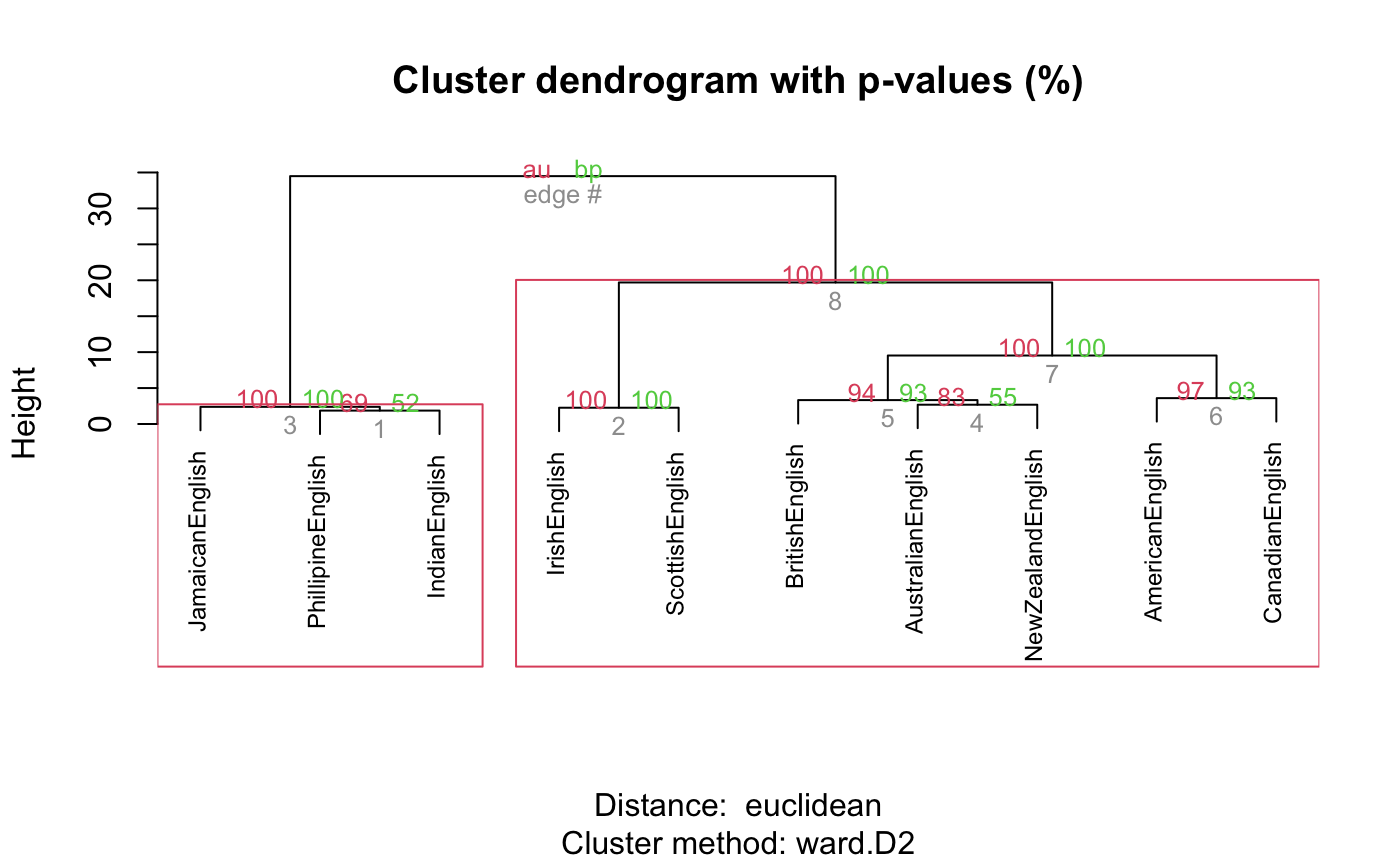 Cluster dendrogram with p-values (%)
Height
0 10 20 30
au bp
edge #
100 100
8
100 100
7
100 100
3
69 52
1
100 100
2
94 93
5
83 55
4
97 93
6
JamaicanEnglish
PhillipineEnglish
IndianEnglish
IrishEnglish
ScottishEnglish
BritishEnglish
AustralianEnglish
NewZealandEnglish
AmericanEnglish
CanadianEnglish
Distance: euclidean
Cluster method: ward.D2